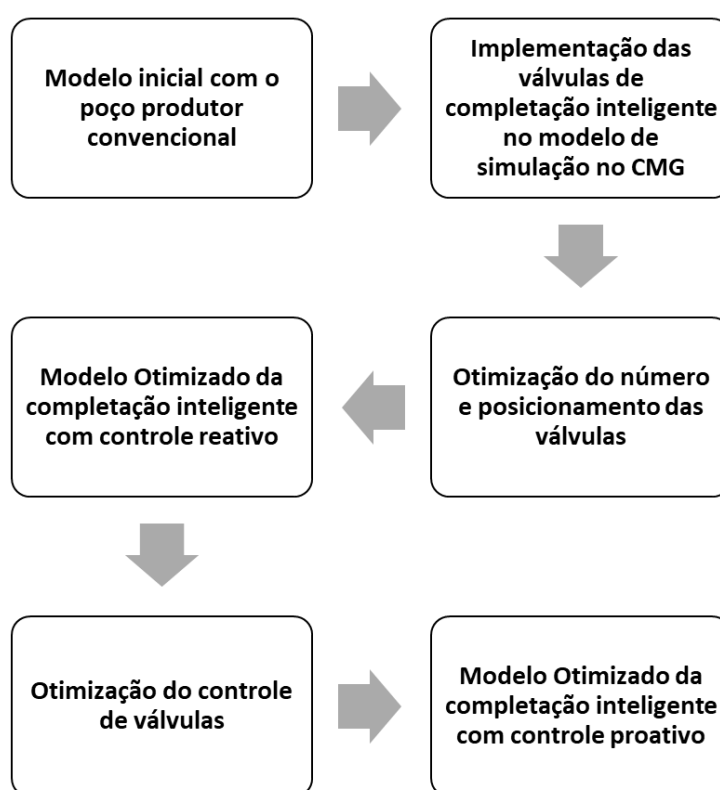 Modelo inicial com o
poço produtor
convencional
Implementação das
válvulas de
completação inteligente
no modelo de
simulação no CMG
Otimização do número
e posicionamento das
válvulas
Modelo Otimizado da
completação inteligente
com controle reativo
Otimização do controle
de válvulas
Modelo Otimizado da
completação inteligente
com controle proativo